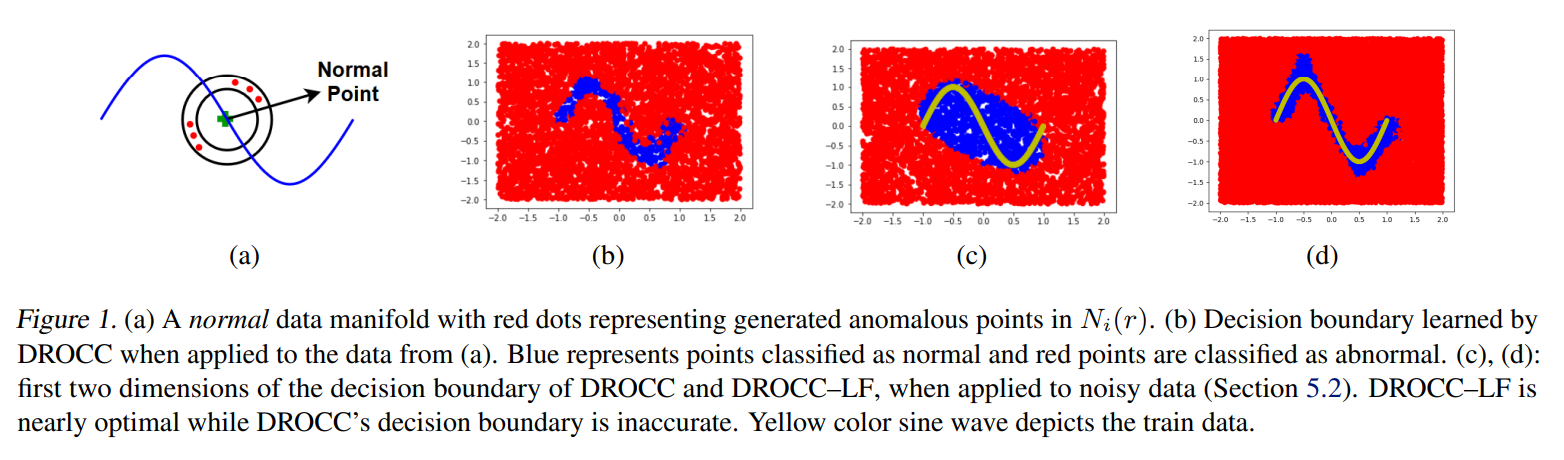 Normal
Point
2.0
1.5
1.0
0.5
0.0
−0.5
−1.0
−1.5
−2.0
−2.0 −1.5 −1.0 −0.5 0.0 0.5 1.0 1.5 2.0
2.0
1.5
1.0
0.5
0.0
−0.5
−1.0
−1.5
−2.0
−2.0 −1.5 −1.0 −0.5 0.0 0.5 1.0 1.5 2.0
2.0
1.5
1.0
0.5
0.0
−0.5
−1.0
−1.5
−2.0
−2.0 −1.5 −1.0 −0.5 0.0 0.5 1.0 1.5 2.0
(a) (b) (c) (d)
Figure 1. (a) A normal data manifold with red dots representing generated anomalous points in Nᵢ(r). (b) Decision boundary learned by
DROCC when applied to the data from (a). Blue represents points classified as normal and red points are classified as abnormal. (c), (d):
first two dimensions of the decision boundary of DROCC and DROCC–LF, when applied to noisy data (Section 5.2). DROCC–LF is
nearly optimal while DROCC’s decision boundary is inaccurate. Yellow color sine wave depicts the train data.